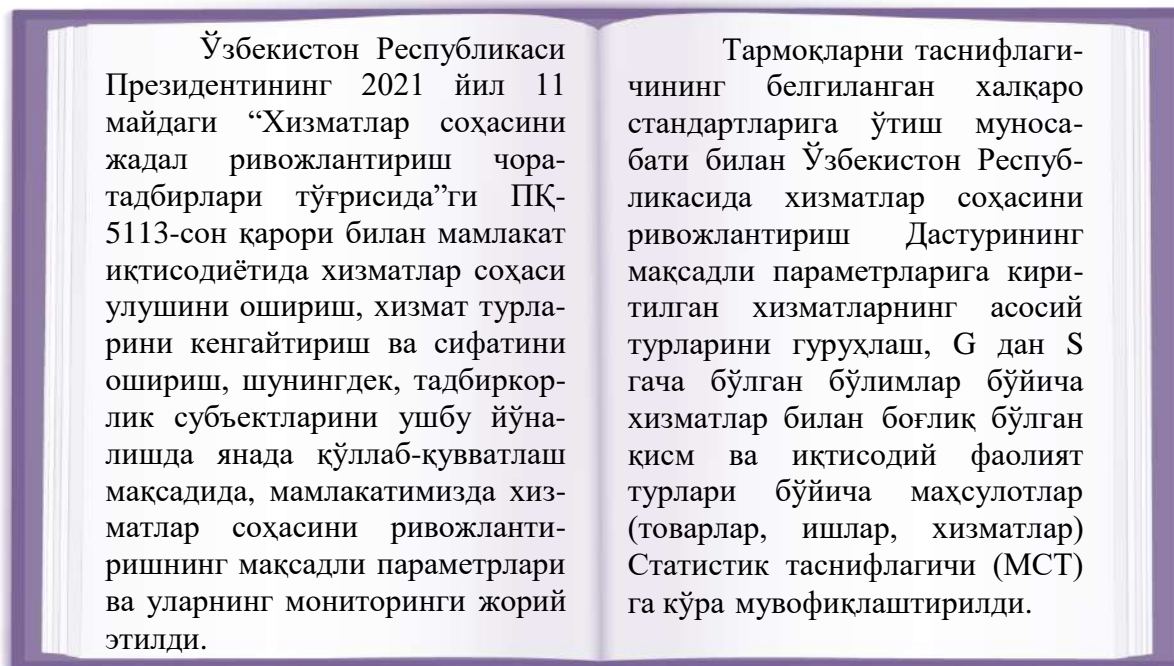 Ўзбекистон Республикаси
Президентининг 2021 йил 11
майдаги “Хизматлар соҳасини
жадал ривожлантириш чора-
тадбирлари тўғрисида”ги ПҚ-
5113-сон қарори билан мамлакат
иқтисодиётида хизматлар соҳаси
улушини ошириш, хизмат турла-
рини кенгайтириш ва сифатини
ошириш, шунингдек, тадбиркор-
лик субъектларини ушбу йўна-
лишда янада қўллаб-қувватлаш
мақсадида, мамлакатимизда хиз-
матлар соҳасини ривожланти-
ришнинг мақсадли параметрлари
ва уларнинг мониторинги жорий
этилди.
Тармоқларни таснифлаги-
чининг белгиланган халқаро
стандартларига ўтиш муноса-
бати билан Ўзбекистон Респуб-
ликасида хизматлар соҳасини
ривожлантириш Дастурининг
мақсадли параметрларига кири-
тилган хизматларнинг асосий
турларини гуруҳлаш, G дан S
гача бўлган бўлимлар бўйича
хизматлар билан боғлиқ бўлган
қисм ва иқтисодий фаолият
турлари бўйича маҳсулотлар
(товарлар, ишлар, хизматлар)
Статистик таснифлагичи (МСТ)
га кўра мувофиқлаштирилди.